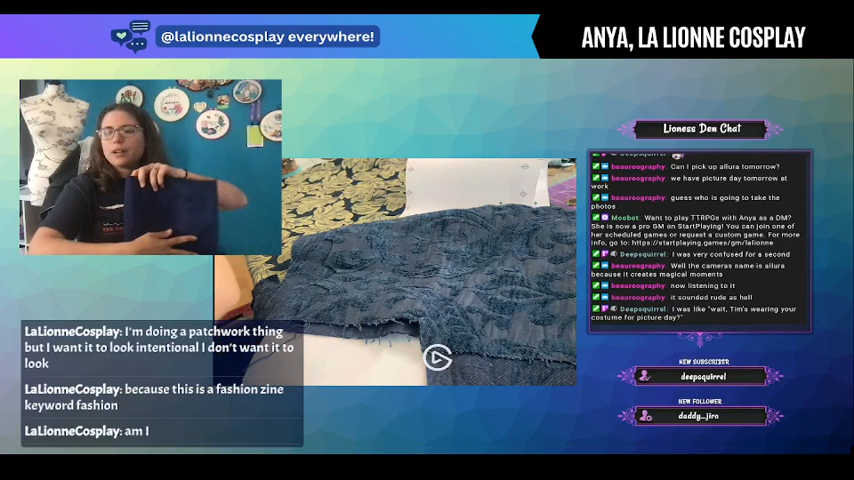 @lalionnecosplay everywhere!
ANYA, LA LIONNE COSPLAY
Lioness Den Chat
beaureography: Can I pick up allura tomorrow?
beaureography: we have picture day tomorrow at
work
beaureography: guess who is going to take the
photos
Moobot: Want to play TTRPGs with Anya as a DM?
She is now a pro GM on StartPlaying! You can join one
of her scheduled games or request a custom game. For more
info, go to: https://startplaying.games/gm/lalionne
Deepsquirrel: I was very confused for a second
beaureography: Well the cameras name is allura
because it creates magical moments
beaureography: now listening to it
beaureography: it sounded rude as hell
Deepsquirrel: I was like "wait, Tim's wearing your
costume for picture day?"
LaLionneCosplay: I'm doing a patchwork thing
but I want it to look intentional I don't want it to
look
LaLionneCosplay: because this is a fashion zine
keyword fashion
LaLionneCosplay: am I
NEW SUBSCRIBER
deepsquirrel
NEW FOLLOWER
daddy_jiro